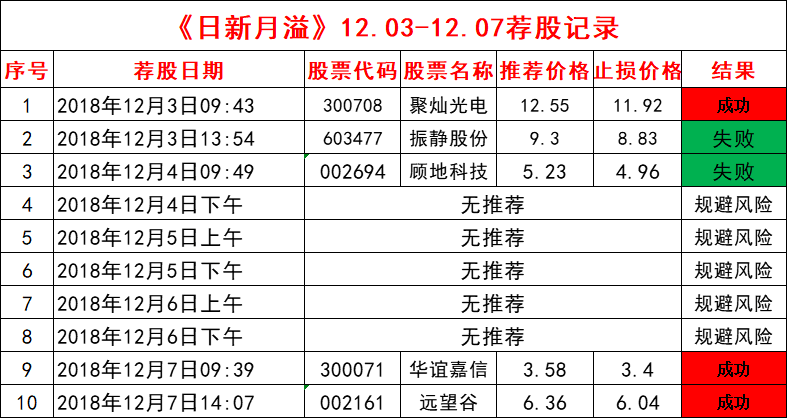 《日新月溢》12.03-12.07荐股记录
序号 荐股日期 股票代码 股票名称 推荐价格 止损价格 结果
1 2018年12月3日09:43 300708 聚灿光电 12.55 11.92 成功
2 2018年12月3日13:54 603477 振静股份 9.3 8.83 失败
3 2018年12月4日09:49 002694 顾地科技 5.23 4.96 失败
4 2018年12月4日下午 无推荐 规避风险
5 2018年12月5日上午 无推荐 规避风险
6 2018年12月5日下午 无推荐 规避风险
7 2018年12月6日上午 无推荐 规避风险
8 2018年12月6日下午 无推荐 规避风险
9 2018年12月7日09:39 300071 华谊嘉信 3.58 3.4 成功
10 2018年12月7日14:07 002161 远望谷 6.36 6.04 成功